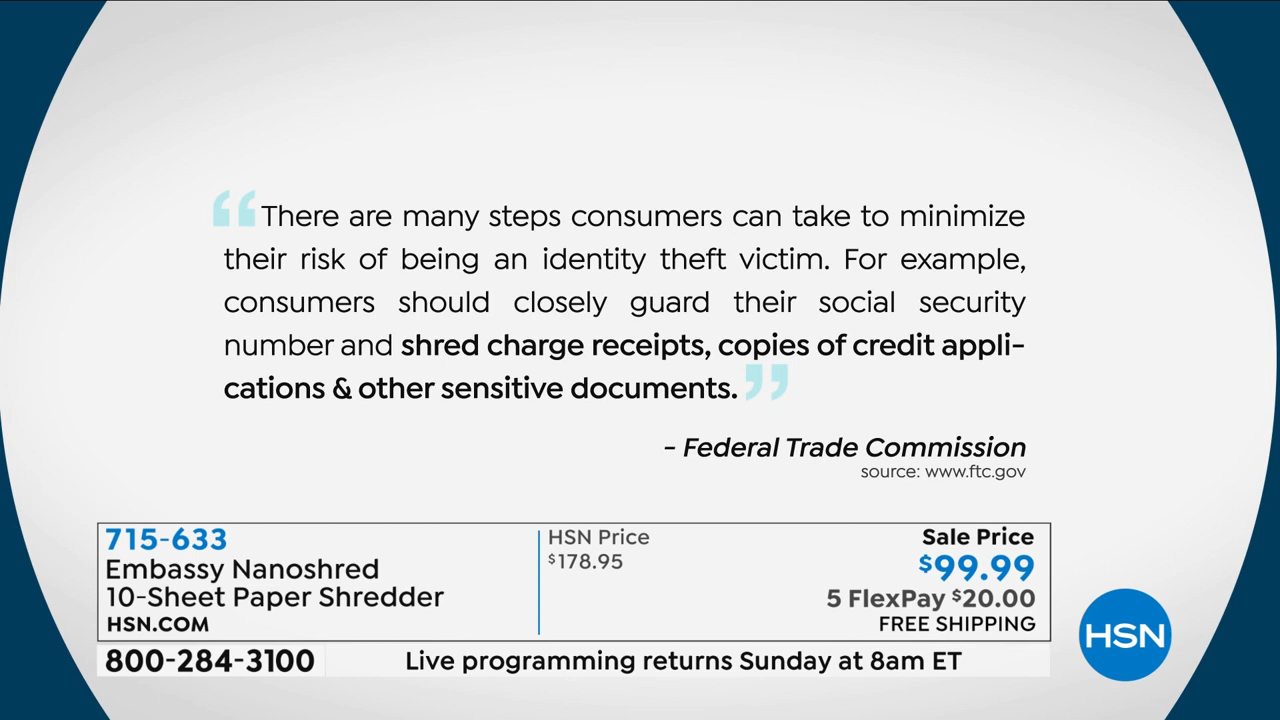 “There are many steps consumers can take to minimize
their risk of being an identity theft victim. For example,
consumers should closely guard their social security
number and shred charge receipts, copies of credit appli-
cations & other sensitive documents.”
- Federal Trade Commission
source: www.ftc.gov
715-633
Embassy Nanoshred
10-Sheet Paper Shredder
HSN.COM
HSN Price
$178.95
Sale Price
$99.99
5 FlexPay $20.00
FREE SHIPPING
HSN
800-284-3100
Live programming returns Sunday at 8am ET